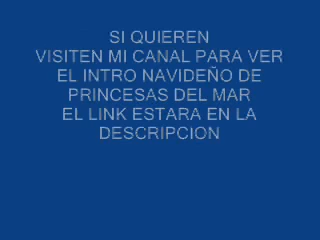 SI QUIEREN
VISITEN MI CANAL PARA VER
EL INTRO NAVIDEÑO DE
PRINCESAS DEL MAR
EL LINK ESTARA EN LA
DESCRIPCION